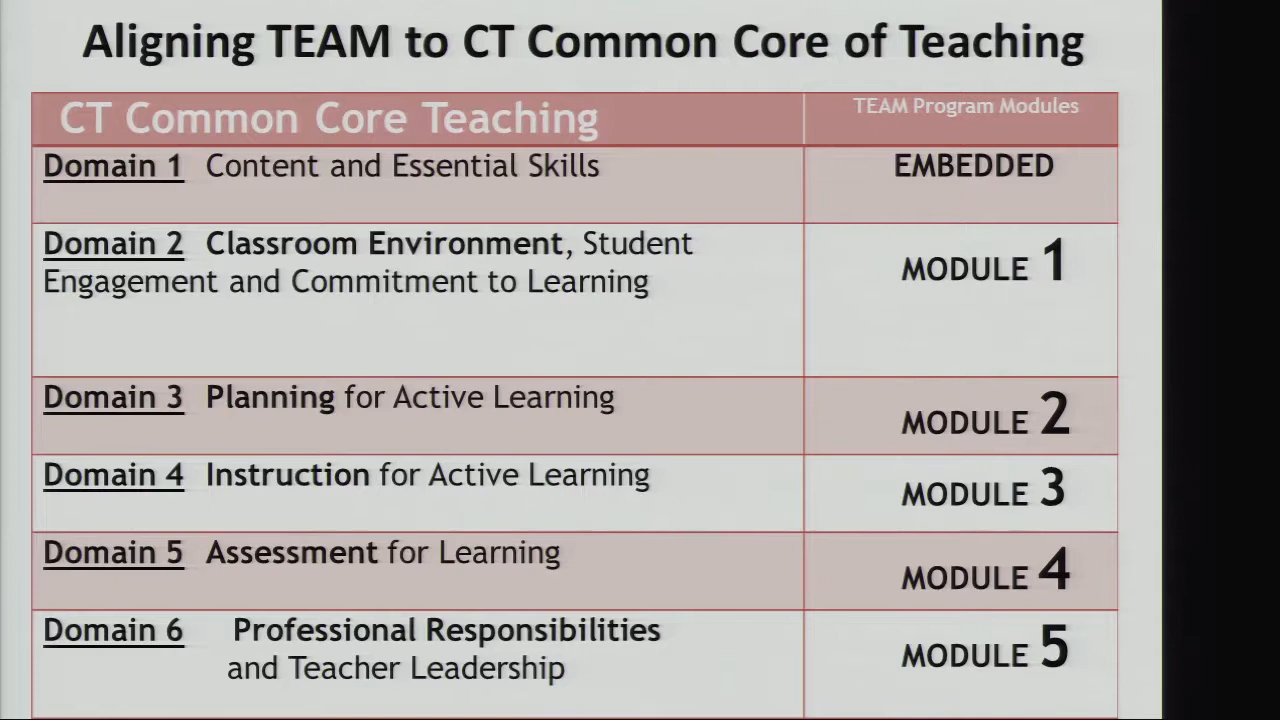 Aligning TEAM to CT Common Core of Teaching
CT Common Core Teaching
TEAM Program Modules
Domain 1 Content and Essential Skills
EMBEDDED
Domain 2 Classroom Environment, Student
Engagement and Commitment to Learning
MODULE 1
Domain 3 Planning for Active Learning
MODULE 2
Domain 4 Instruction for Active Learning
MODULE 3
Domain 5 Assessment for Learning
MODULE 4
Domain 6 Professional Responsibilities
and Teacher Leadership
MODULE 5